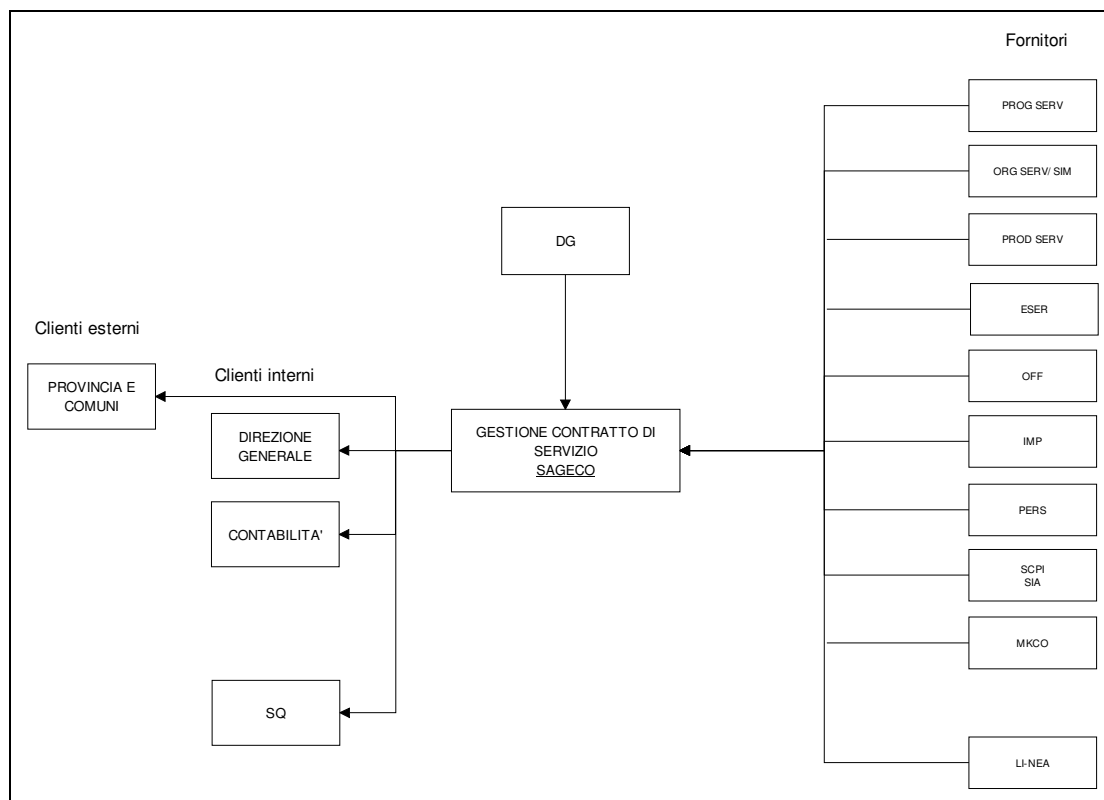 Fornitori
PROG SERV
ORG SERV/ SIM
DG
PROD SERV
ESER
Clienti esterni
PROVINCIA E
COMUNI
Clienti interni
OFF
DIREZIONE
GENERALE
GESTIONE CONTRATTO DI
SERVIZIO
SAGECO
IMP
PERS
CONTABILITA'
SCPI
SIA
MKCO
SQ
LI-NEA